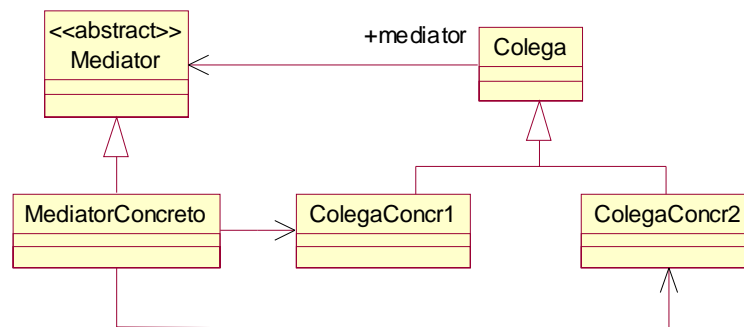 <<abstract>>
Mediator
+mediator
Colega
MediatorConcreto
ColegaConcr1
ColegaConcr2